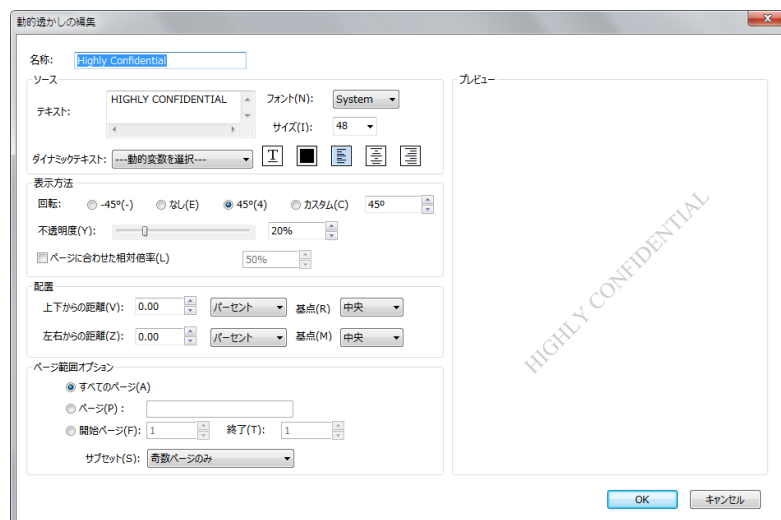 動的透かしの編集
名称: Highly Confidential
ソース
テキスト: HIGHLY CONFIDENTIAL フォント(N): System
サイズ(I): 48
ダイナミックテキスト: ---動的変数を選択--- T
表示方法
回転: -45º(-) なし(E) 45º(4) カスタム(C) 45º
不透明度(Y): 20%
ページに合わせた相対倍率(L) 50%
配置
上下からの距離(V): 0.00 パーセント 基点(R) 中央
左右からの距離(Z): 0.00 パーセント 基点(M) 中央
ページ範囲オプション
すべてのページ(A)
ページ(P) :
開始ページ(F): 1 終了(T): 1
サブセット(S): 奇数ページのみ
プレビュー
HIGHLY CONFIDENTIAL
OK キャンセル